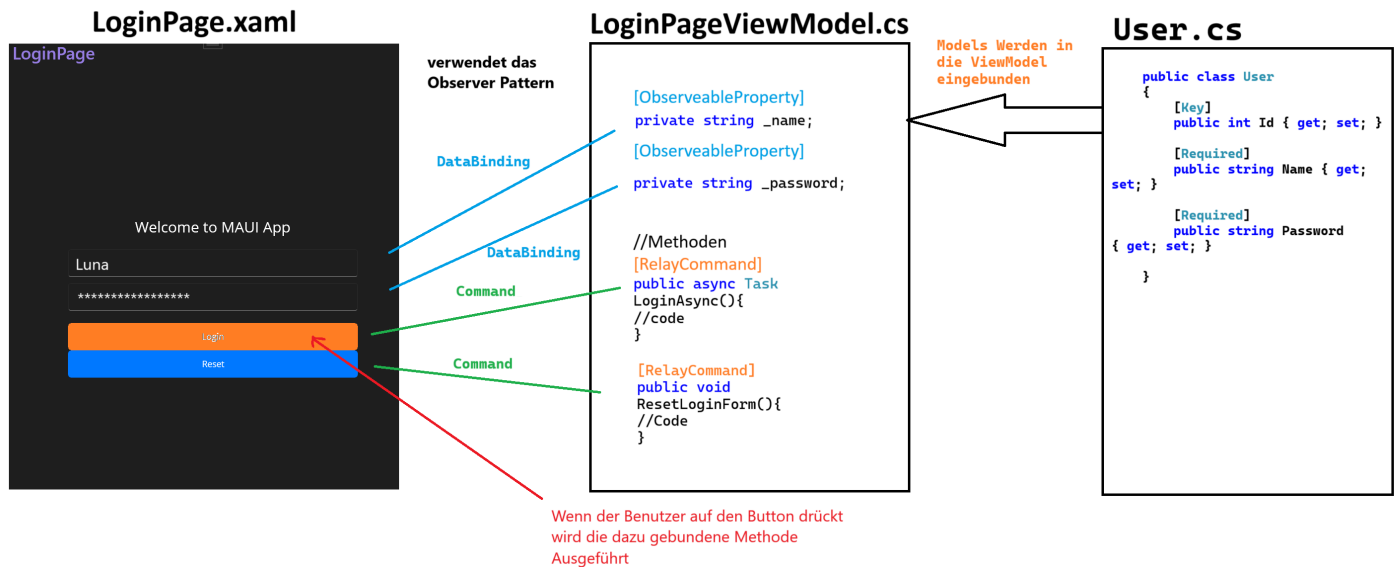 LoginPage.xaml
LoginPage
Welcome to MAUI App
Luna
*****************
Login
Reset
verwendet das
Observer Pattern
DataBinding
DataBinding
Command
Command
LoginPageViewModel.cs
[ObserveableProperty]
private string _name;
[ObserveableProperty]
private string _password;
//Methoden
[RelayCommand]
public async Task
LoginAsync(){
//code
}
[RelayCommand]
public void
ResetLoginForm(){
//Code
}
Wenn der Benutzer auf den Button drückt
wird die dazu gebundene Methode
Ausgeführt
Models Werden in
die ViewModel
eingebunden
User.cs
public class User
{
[Key]
public int Id { get; set; }
[Required]
public string Name { get;
set; }
[Required]
public string Password
{ get; set; }
}